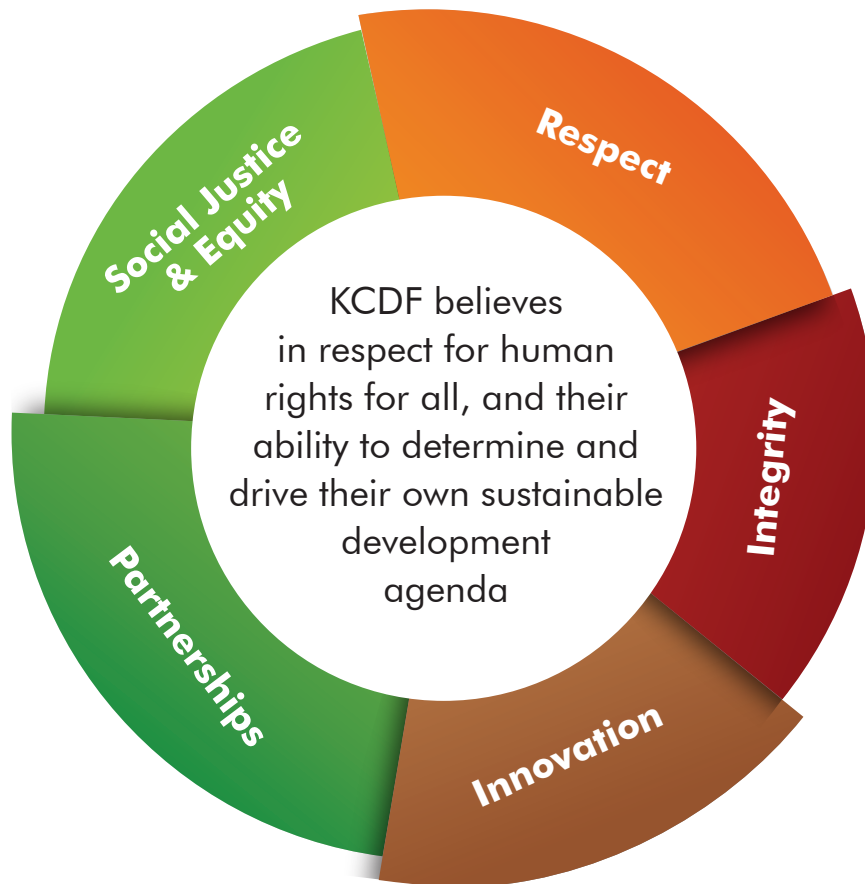 Social Justice
& Equity
Respect
Integrity
Innovation
Partnerships
KCDF believes
in respect for human
rights for all, and their
ability to determine and
drive their own sustainable
development
agenda